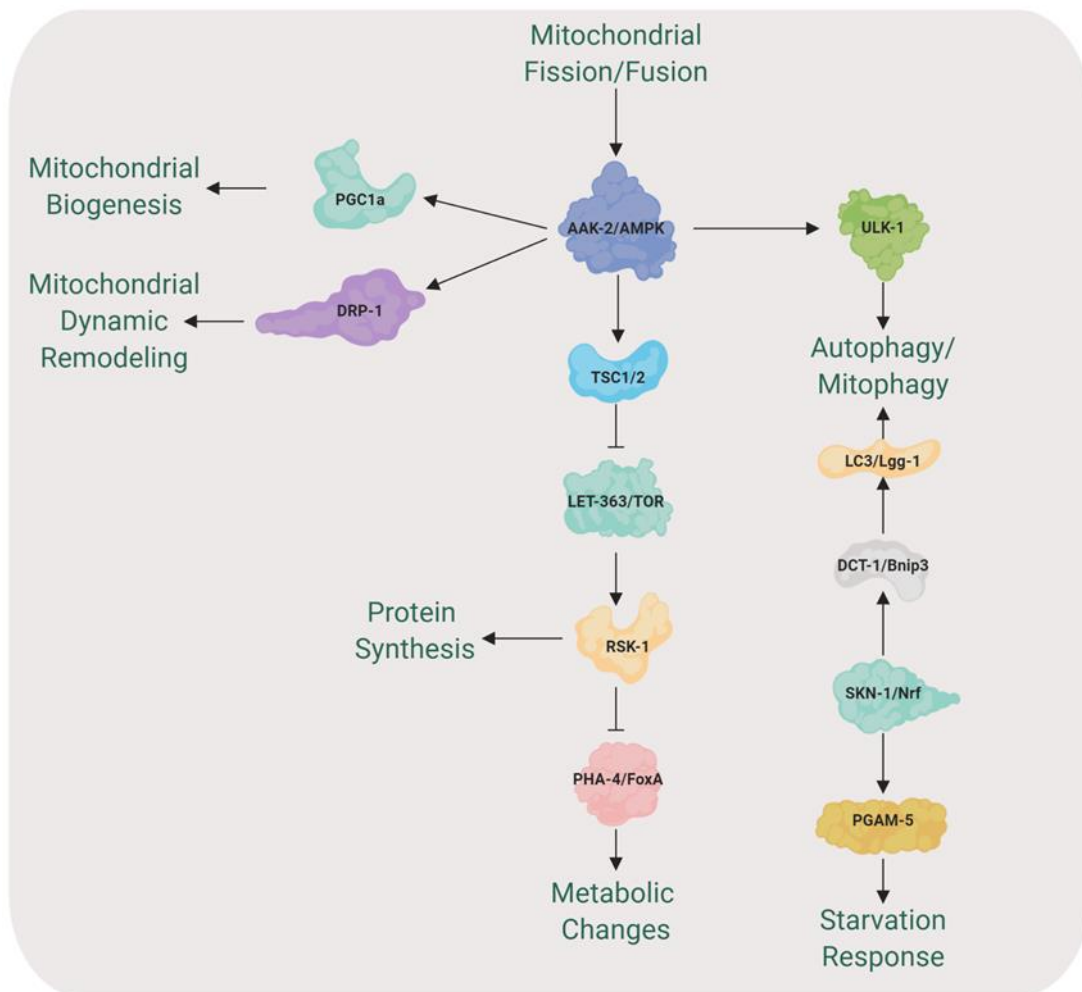 Mitochondrial
Fission/Fusion
Mitochondrial
Biogenesis
PGC1a
AAK-2/AMPK
ULK-1
Mitochondrial
Dynamic
Remodeling
DRP-1
TSC1/2
Autophagy/
Mitophagy
LC3/Lgg-1
LET-363/TOR
DCT-1/Bnip3
Protein
Synthesis
RSK-1
SKN-1/Nrf
PHA-4/FoxA
PGAM-5
Metabolic
Changes
Starvation
Response